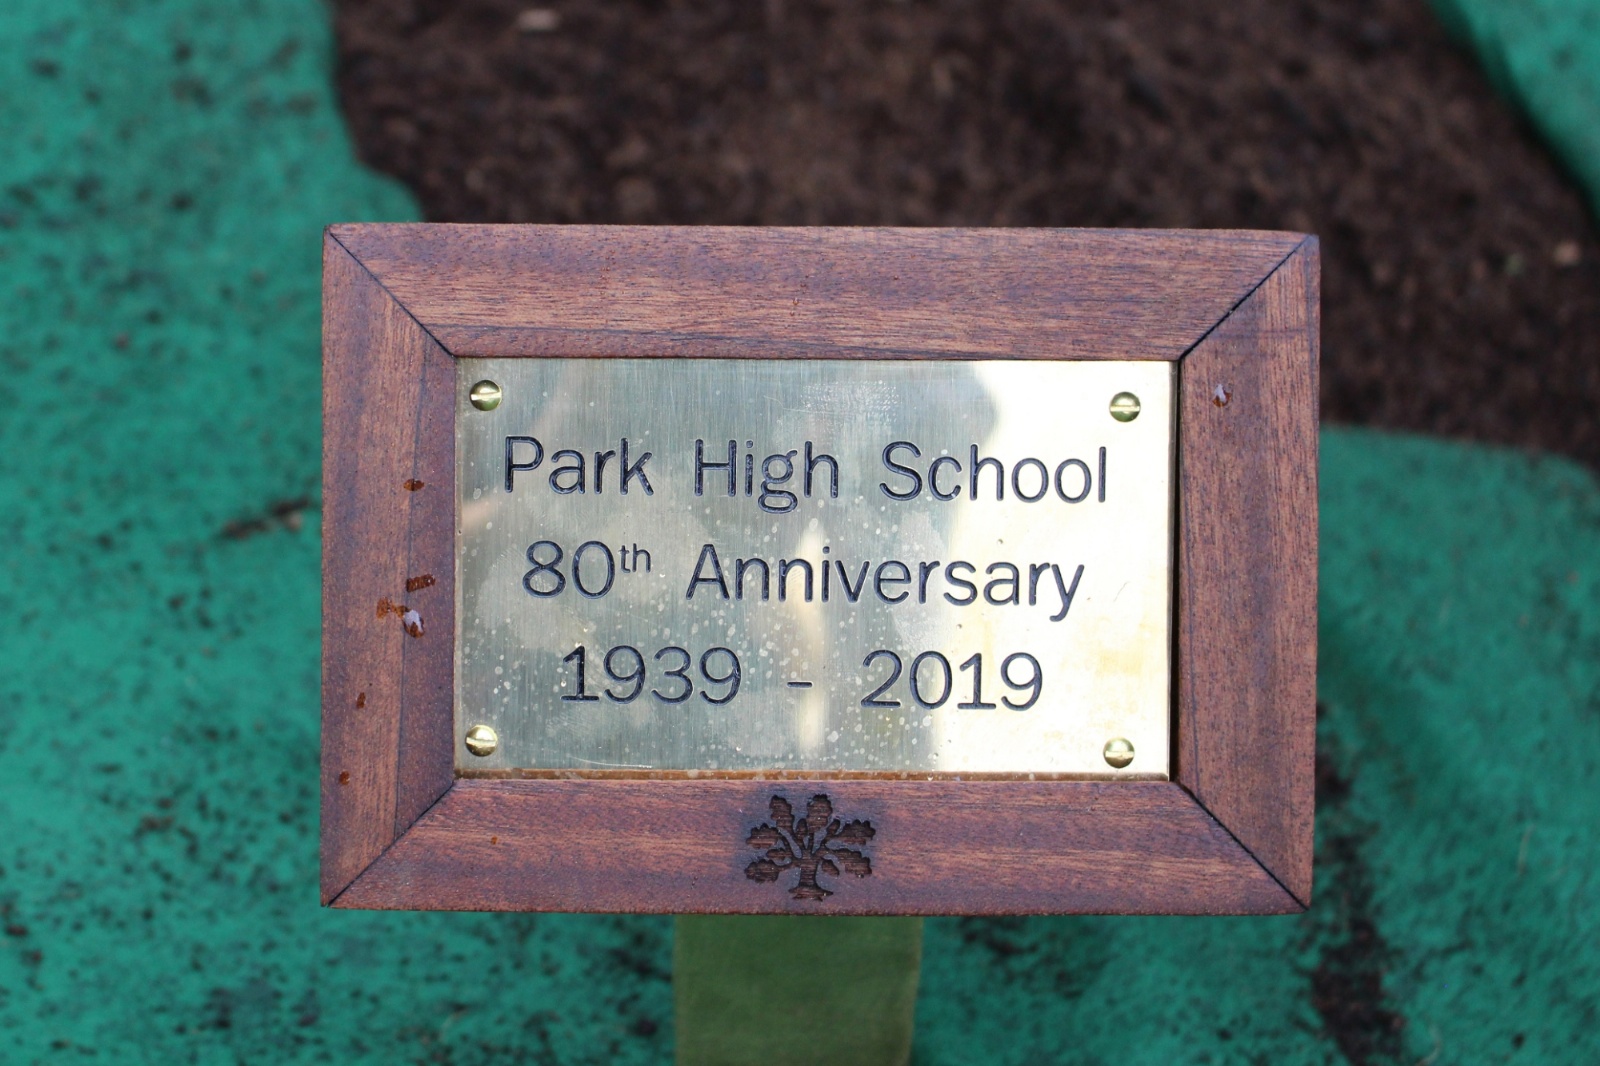 Park High School
80th Anniversary
1939 - 2019